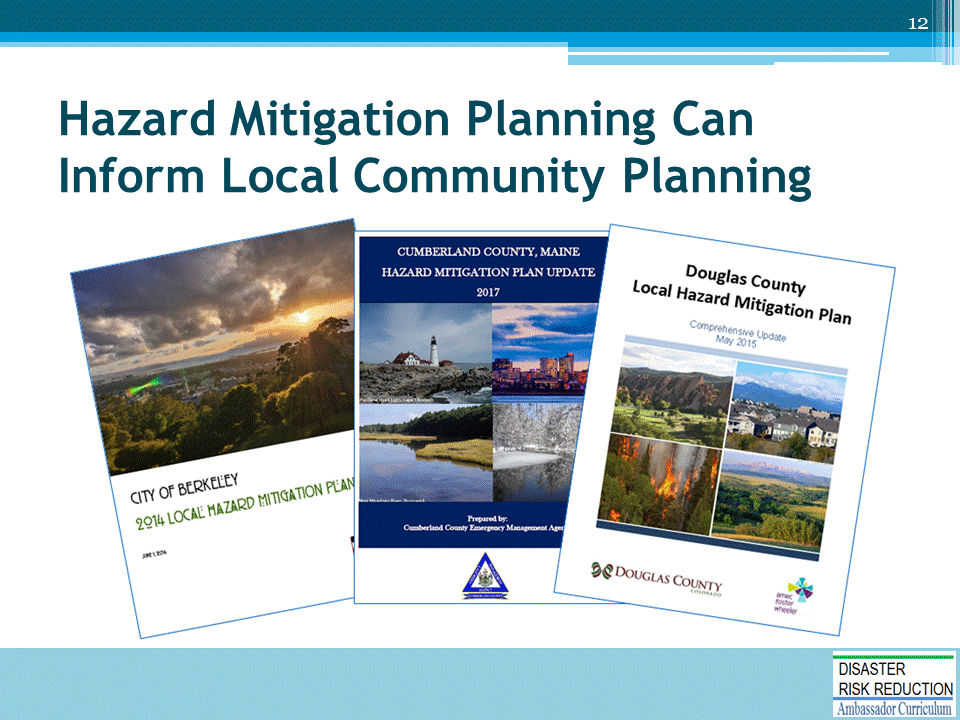 12
Hazard Mitigation Planning Can
Inform Local Community Planning
CITY OF BERKELEY
2014 LOCAL HAZARD MITIGATION PLAN
JUNE 1, 2014
CUMBERLAND COUNTY, MAINE
HAZARD MITIGATION PLAN UPDATE
2017
Prepared by:
Cumberland County Emergency Management Agen
Douglas County
Local Hazard Mitigation Plan
Comprehensive Update
May 2015
DOUGLAS COUNTY
COLORADO
amec
foster
wheeler
DISASTER
RISK REDUCTION
Ambassador Curriculum